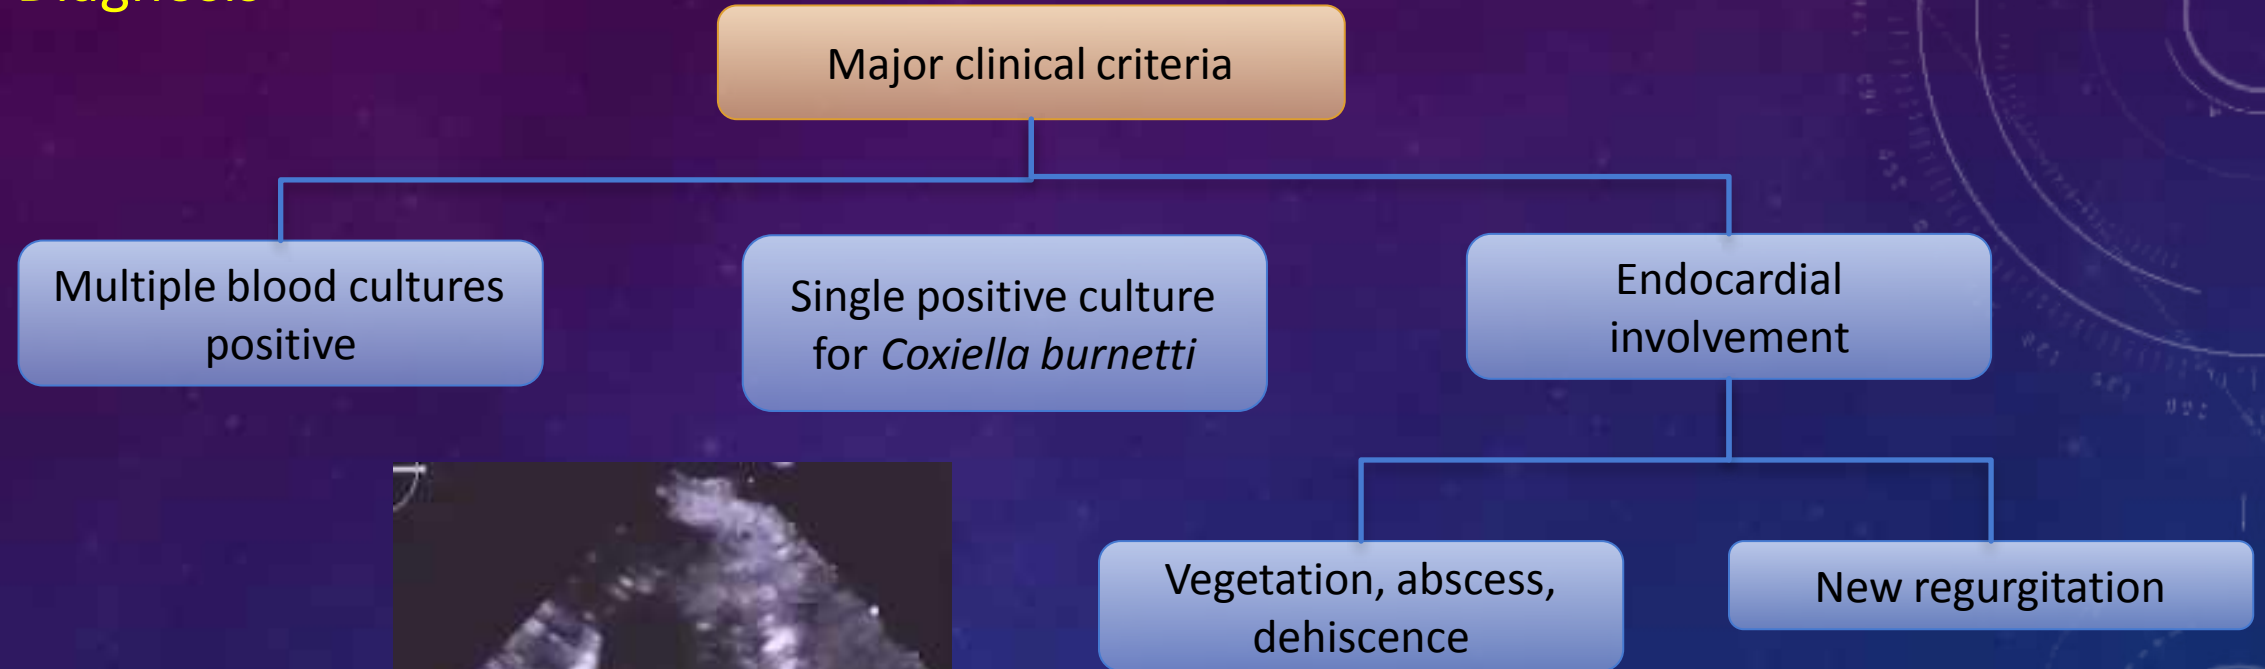 Diagnosis
Major clinical criteria
Multiple blood cultures
positive
Single positive culture
for Coxiella burnetti
Endocardial
involvement
Vegetation, abscess,
dehiscence
New regurgitation